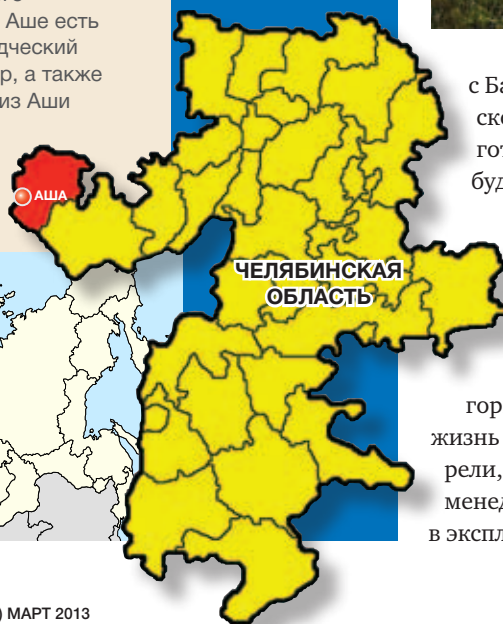 Аше есть
р, а также
из Аши
АША
ЧЕЛЯБИНСКАЯ
ОБЛАСТЬ
с Ба
ско
гот
буд
гор
жизнь
рели,
менед
в экспл
) МАРТ 2013